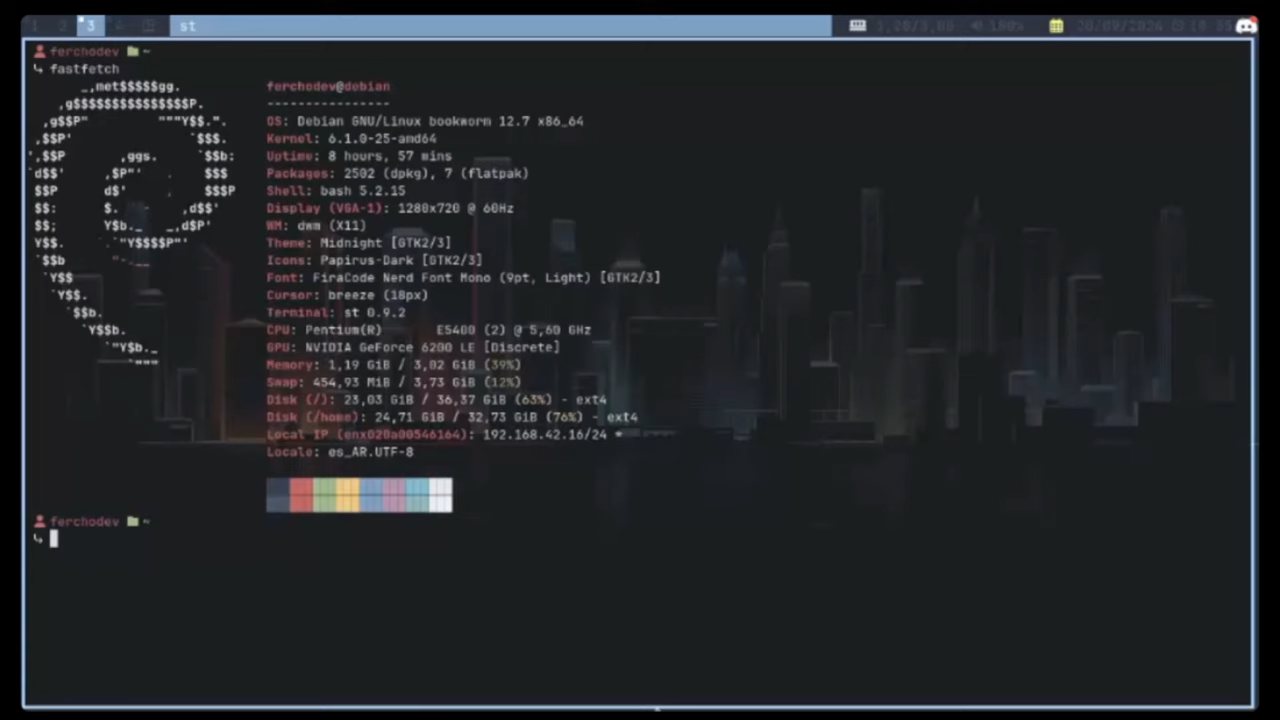 3 st
ferchodev ~
fastfetch
_,met$$$$$gg.
,g$$$$$$$$$$$$$$$P.
,g$$P" """Y$$.".
,$$P' `$$$.
',$$P ,ggs. `$$b:
`d$$' ,$P"' . $$$
$$P d$' , $$$P
$$: $. - ,d$$'
$$; Y$b._ _,d$P'
Y$$. `.`"Y$$$$P"'
`$$b "-.__
`Y$$
`Y$$.
`$$b.
`Y$$b.
`"Y$b._
`"""
ferchodev@debian
----------------
OS: Debian GNU/Linux bookworm 12.7 x86_64
Kernel: 6.1.0-25-amd64
Uptime: 8 hours, 57 mins
Packages: 2502 (dpkg), 7 (flatpak)
Shell: bash 5.2.15
Display (VGA-1): 1280x720 @ 60Hz
WM: dwm (X11)
Theme: Midnight [GTK2/3]
Icons: Papirus-Dark [GTK2/3]
Font: FiraCode Nerd Font Mono (9pt, Light) [GTK2/3]
Cursor: breeze (18px)
Terminal: st 0.9.2
CPU: Pentium(R) E5400 (2) @ 5,60 GHz
GPU: NVIDIA GeForce 6200 LE [Discrete]
Memory: 1,19 GiB / 3,02 GiB (39%)
Swap: 454,93 MiB / 3,73 GiB (12%)
Disk (/): 23,03 GiB / 36,37 GiB (63%) - ext4
Disk (/home): 24,71 GiB / 32,73 GiB (76%) - ext4
Local IP (enx020a00546164): 192.168.42.16/24 *
Locale: es_AR.UTF-8
ferchodev ~